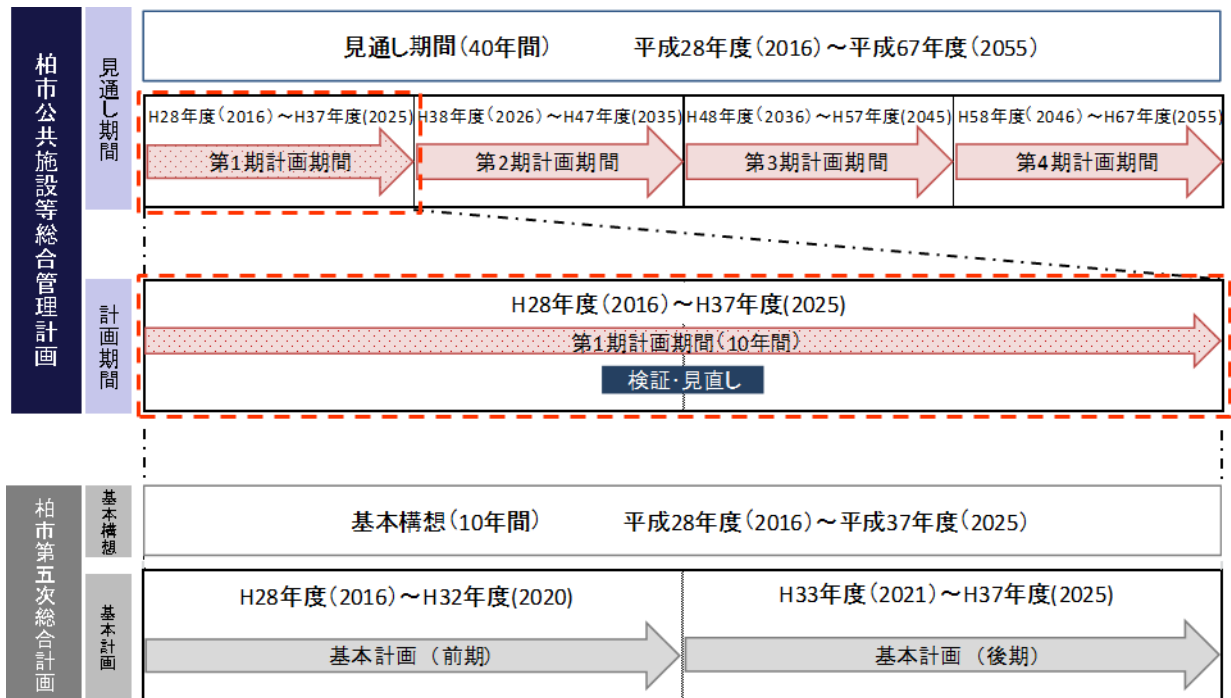 柏市公共施設等総合管理計画
見通し期間
見通し期間(40年間) 平成28年度(2016)～平成67年度(2055)
H28年度(2016)～H37年度(2025)
H38年度(2026)～H47年度(2035)
H48年度(2036)～H57年度(2045)
H58年度(2046)～H67年度(2055)
第1期計画期間
第2期計画期間
第3期計画期間
第4期計画期間
計画期間
H28年度(2016)～H37年度(2025)
第1期計画期間(10年間)
検証・見直し
柏市第五次総合計画
基本構想
基本構想(10年間) 平成28年度(2016)～平成37年度(2025)
基本計画
H28年度(2016)～H32年度(2020)
H33年度(2021)～H37年度(2025)
基本計画 (前期)
基本計画 (後期)